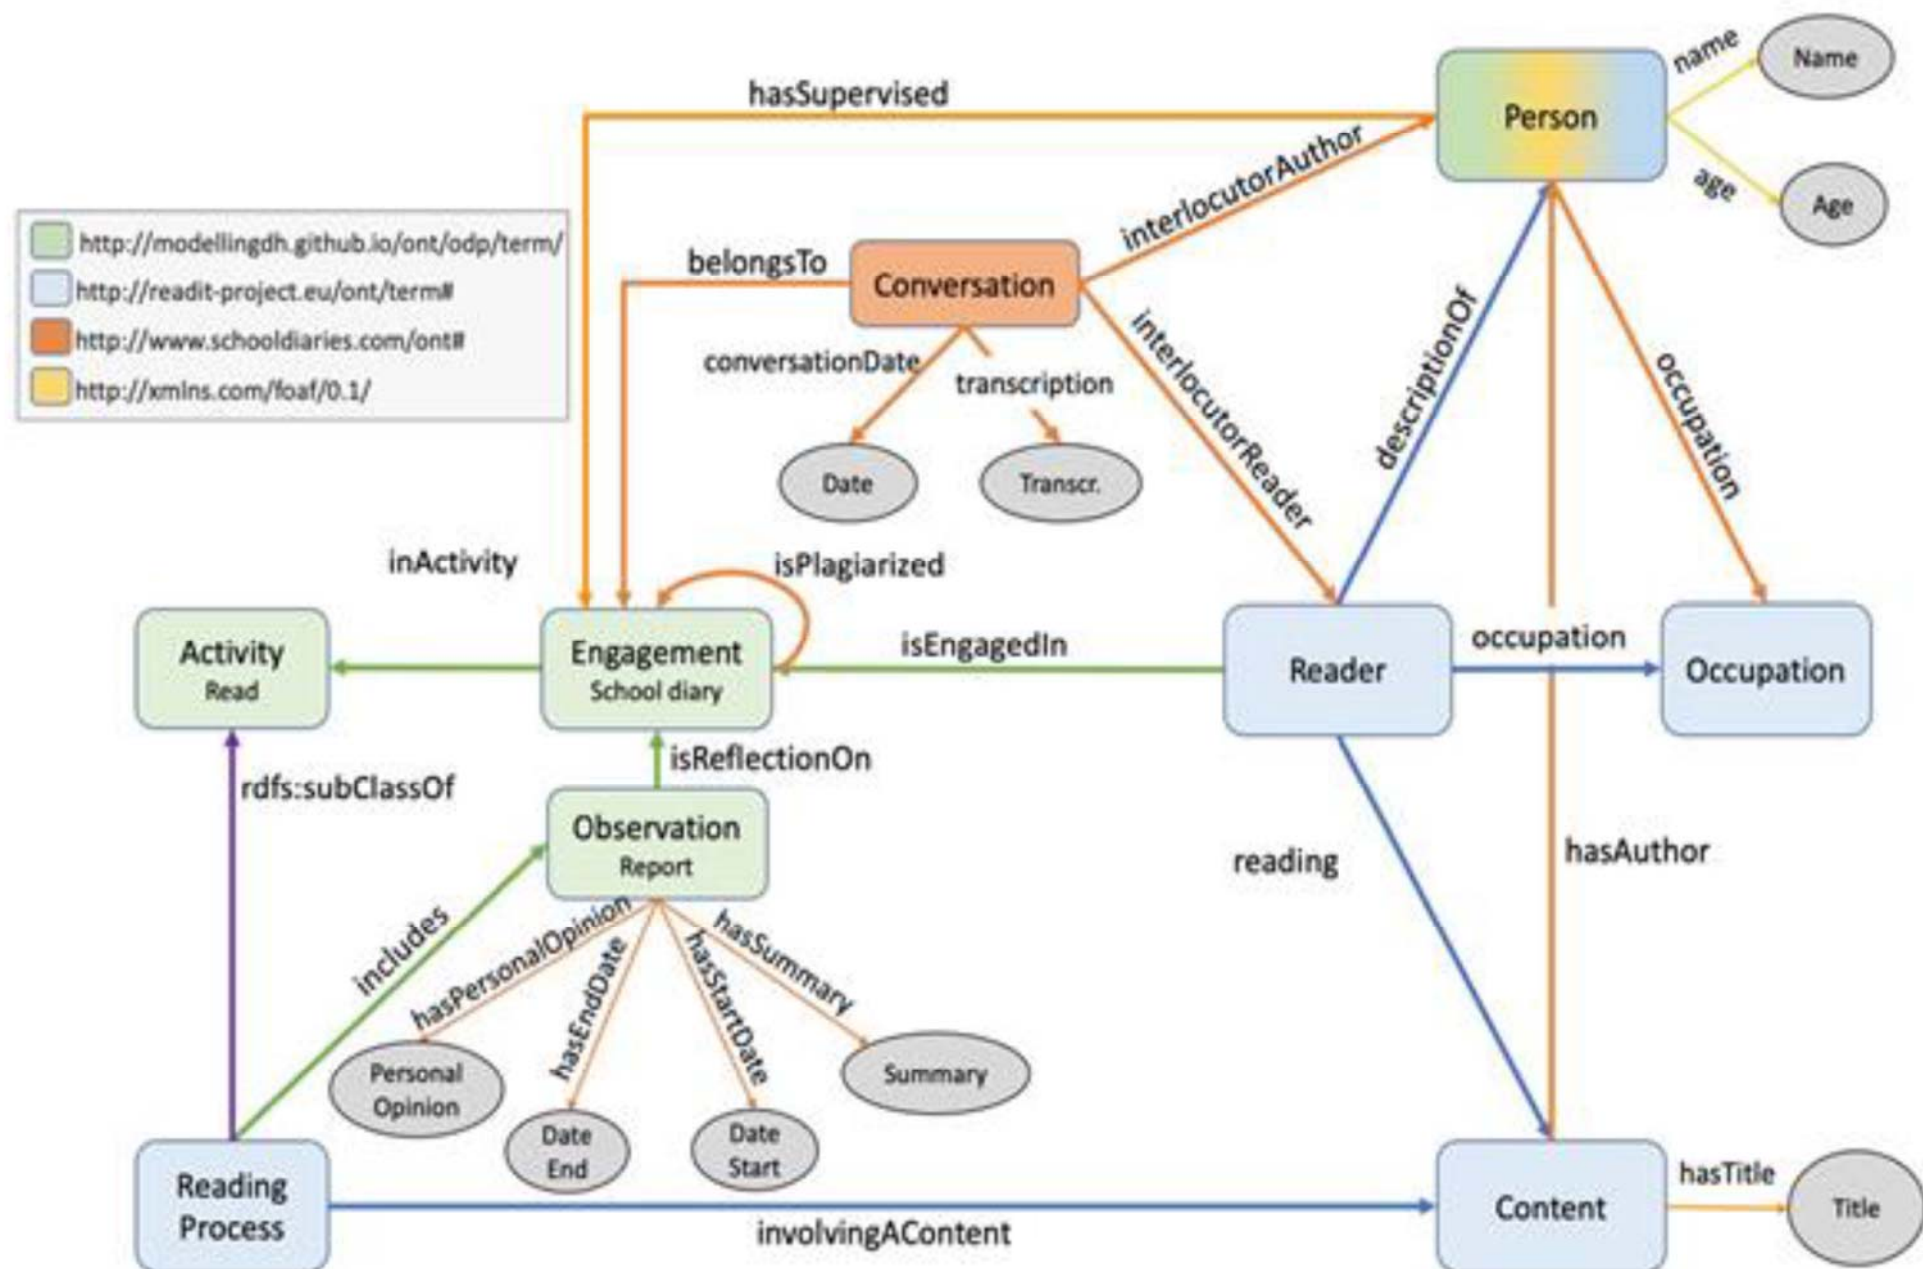 name
Name
hasSupervised
Person
interlocutorAuthor
age
Age
http://modellingdh.github.io/ont/odp/term/
http://readit-project.eu/ont/term#
http://www.schooldiaries.com/ont#
http://xmlns.com/foaf/0.1/
belongsTo
Conversation
conversationDate
transcription
interlocutorReader
descriptionOf
occupation
Date
Transcr.
inActivity
isPlagiarized
Activity
Read
Engagement
School diary
isEngagedIn
Reader
occupation
Occupation
rdfs:subClassOf
isReflectionOn
Observation
Report
reading
hasAuthor
includes
hasPersonalOpinion
hasEndDate
hasStartDate
hasSummary
Personal
Opinion
Date
End
Date
Start
Summary
Reading
Process
involvingAContent
Content
hasTitle
Title